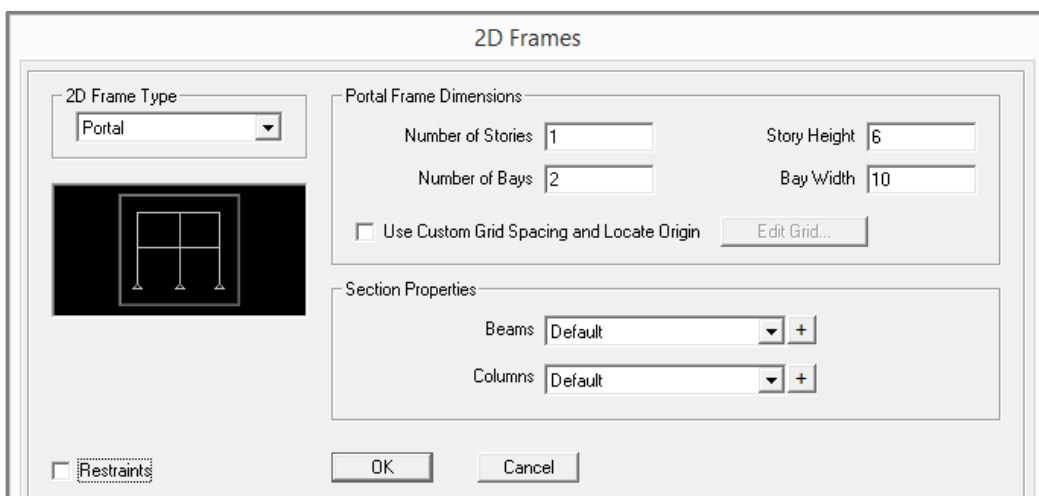 2D Frames
2D Frame Type
Portal
Portal Frame Dimensions
Number of Stories 1 Story Height 6
Number of Bays 2 Bay Width 10
Use Custom Grid Spacing and Locate Origin Edit Grid...
Section Properties
Beams Default +
Columns Default +
Restraints OK Cancel